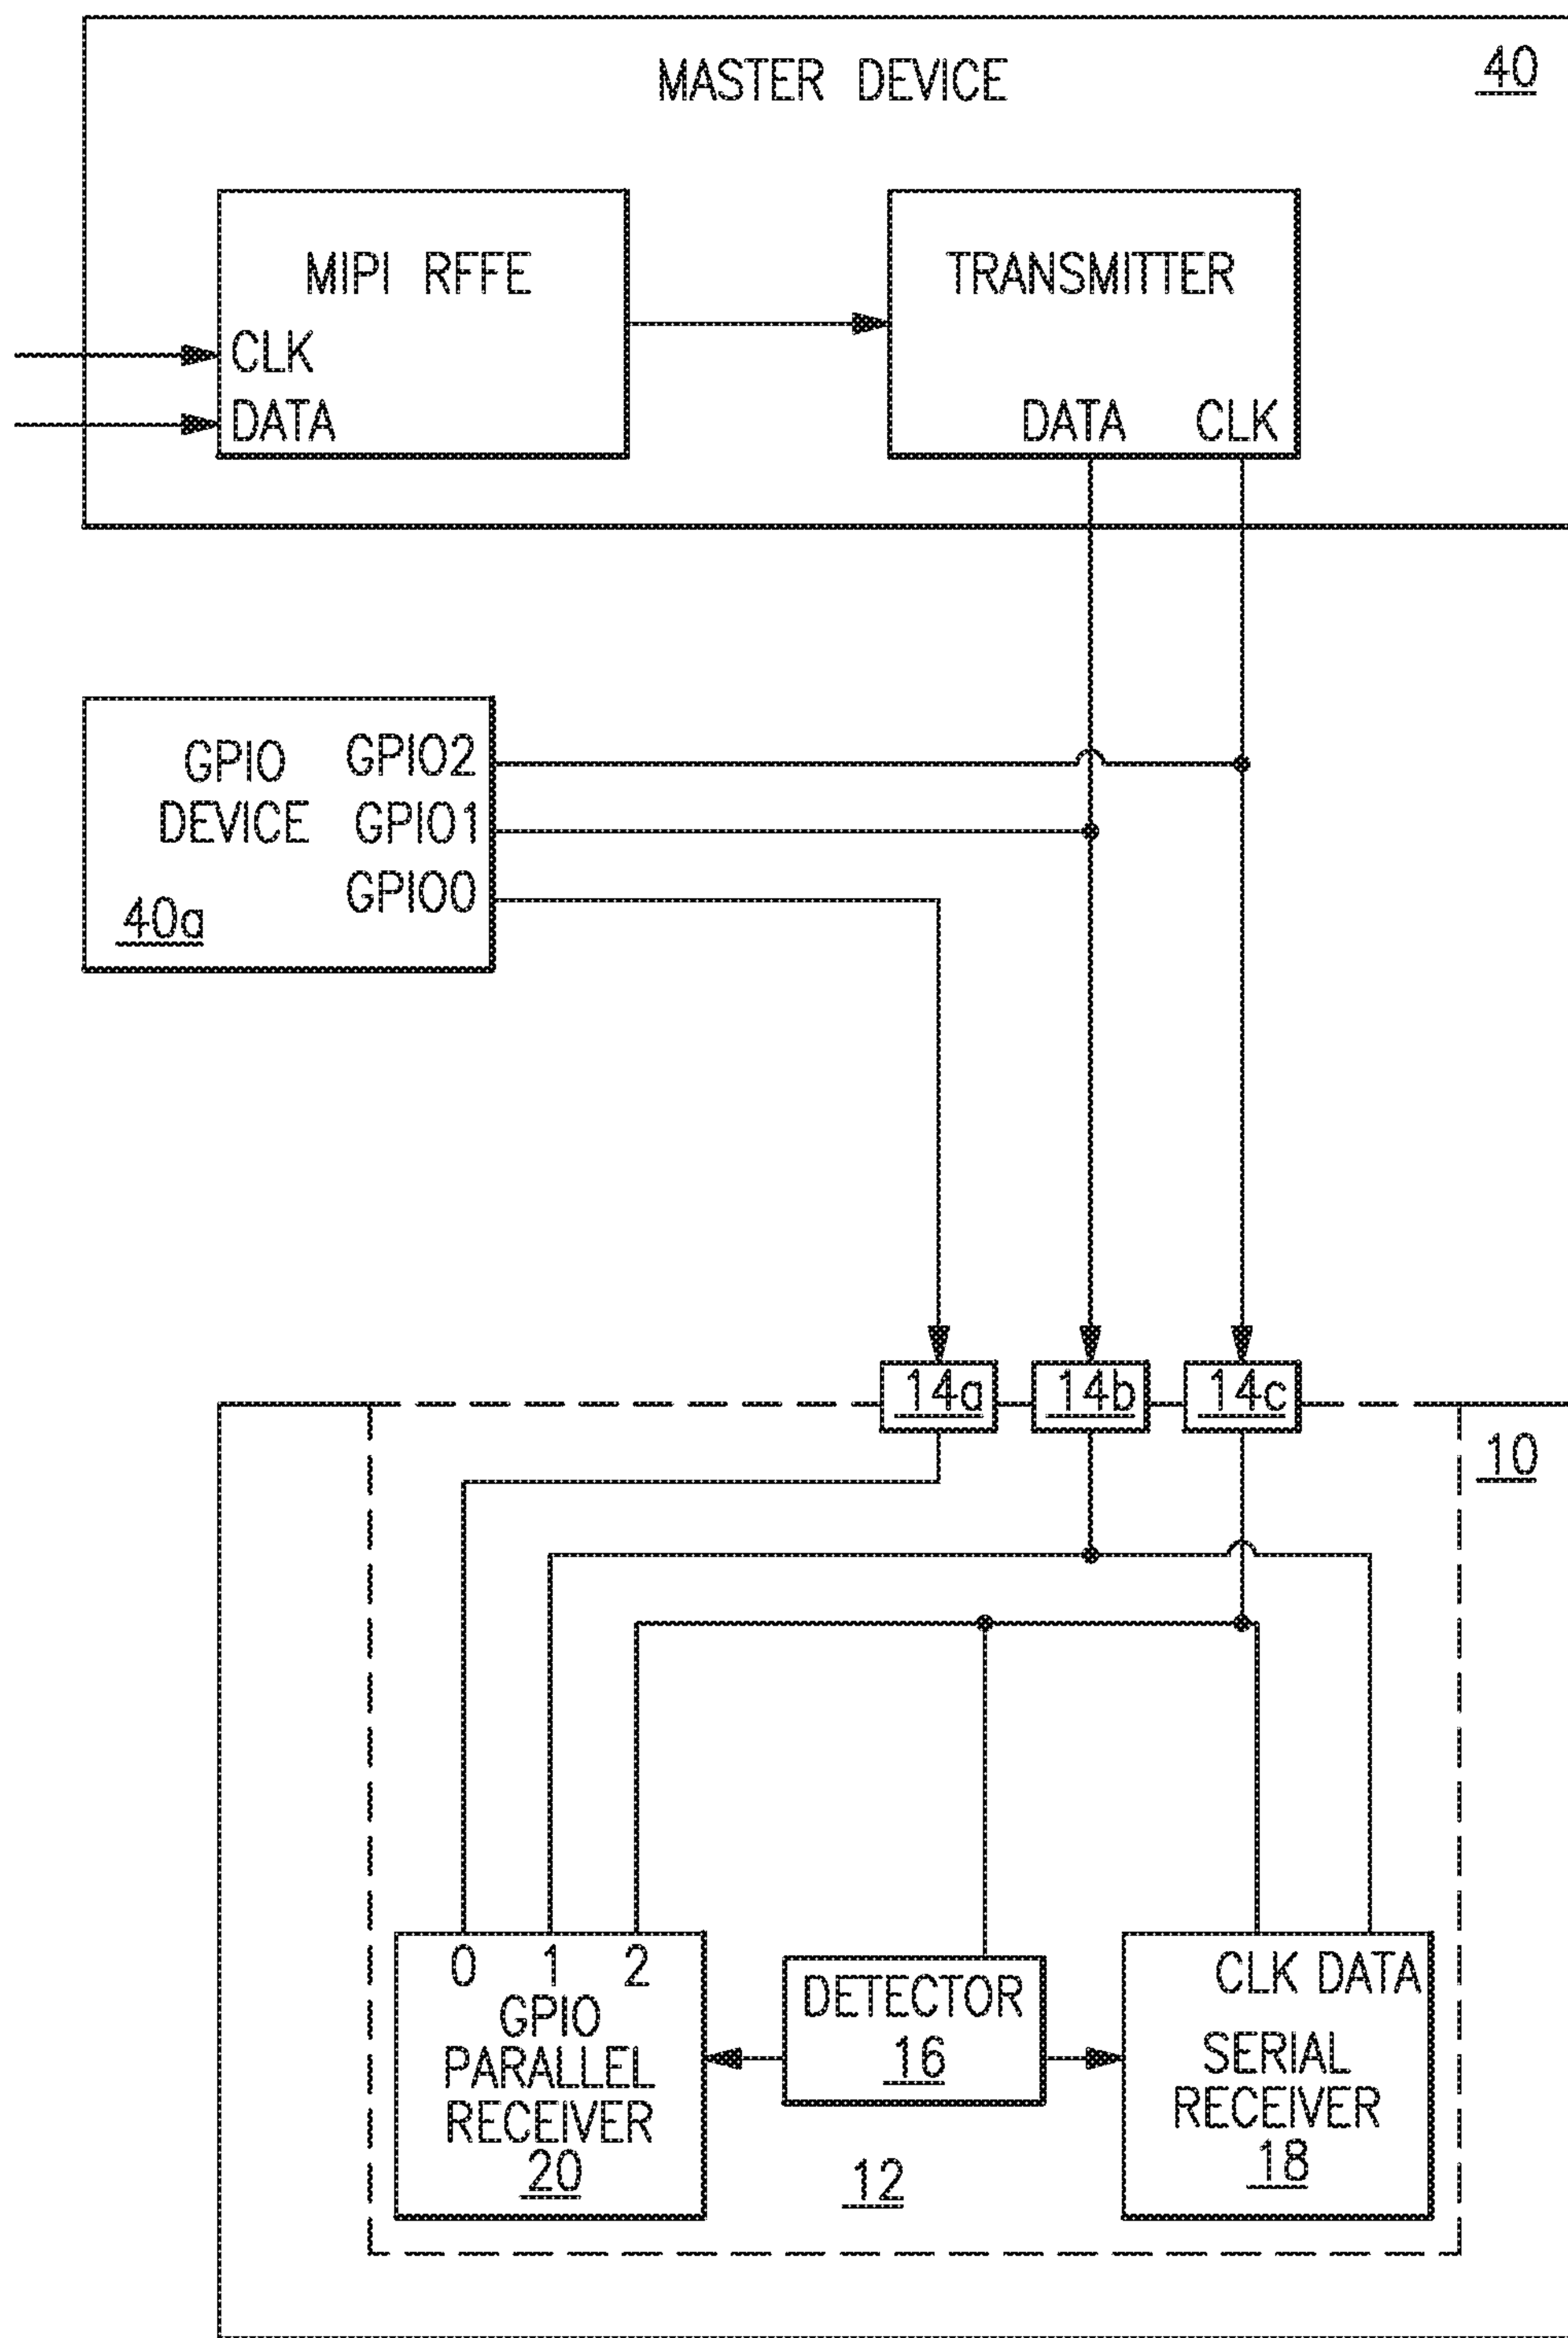 MASTER DEVICE
40
MIPI RFFE
CLK
DATA
TRANSMITTER
DATA CLK
GPIO
DEVICE
40a
GPIO2
GPIO1
GPIO0
14a
14b
14c
10
0 1 2
GPIO
PARALLEL
RECEIVER
20
DETECTOR
16
12
CLK DATA
SERIAL
RECEIVER
18